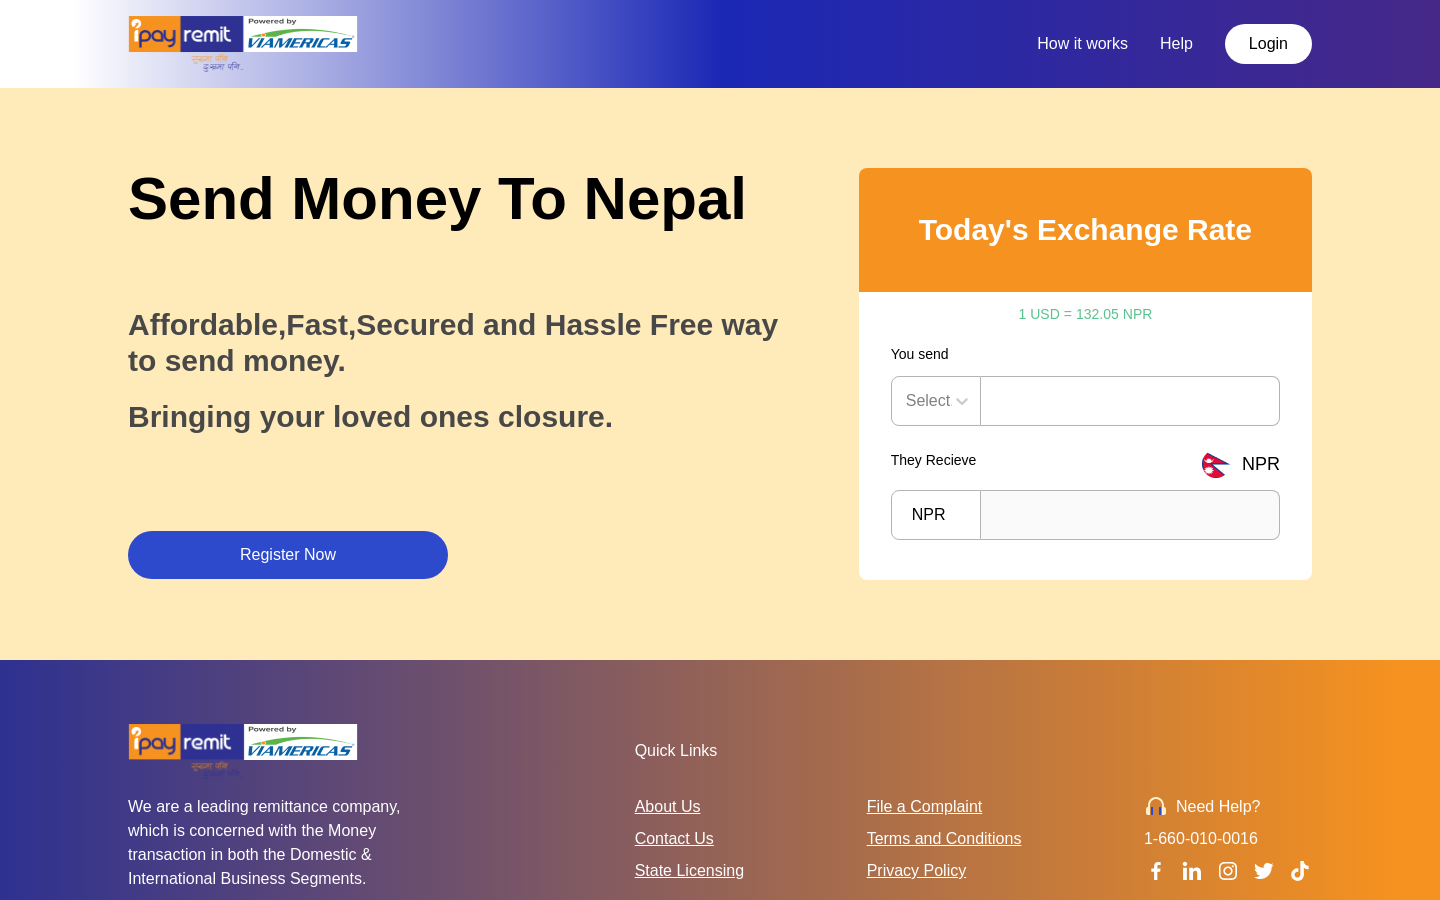 ipay remit Powered by VIAMERICAS
How it works
Help
Login
Send Money To Nepal
Affordable,Fast,Secured and Hassle Free way
to send money.
Bringing your loved ones closure.
Register Now
Today's Exchange Rate
1 USD = 132.05 NPR
You send
Select
They Recieve
NPR
NPR
ipay remit Powered by VIAMERICAS
We are a leading remittance company,
which is concerned with the Money
transaction in both the Domestic &
International Business Segments.
Quick Links
About Us
Contact Us
State Licensing
File a Complaint
Terms and Conditions
Privacy Policy
Need Help?
1-660-010-0016